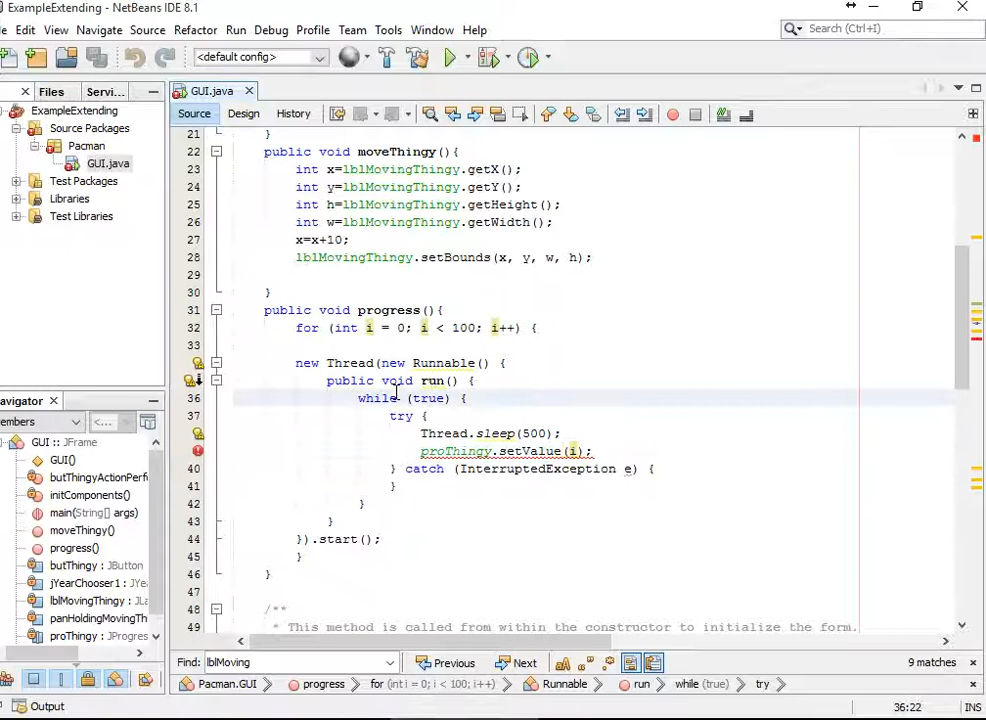 ExampleExtending - NetBeans IDE 8.1
Edit View Navigate Source Refactor Run Debug Profile Team Tools Window Help
Search (Ctrl+I)
<default config>
Files Servi...
GUI.java
Source Design History
ExampleExtending
Source Packages
Pacman
GUI.java
Test Packages
Libraries
Test Libraries
21 }
22 public void moveThingy(){
23 int x=lblMovingThingy.getX();
24 int y=lblMovingThingy.getY();
25 int h=lblMovingThingy.getHeight();
26 int w=lblMovingThingy.getWidth();
27 x=x+10;
28 lblMovingThingy.setBounds(x, y, w, h);
29
30 }
31 public void progress(){
32 for (int i = 0; i < 100; i++) {
33
new Thread(new Runnable() {
public void run() {
36 while (true) {
37 try {
Thread.sleep(500);
proThingy.setValue(i);
40 } catch (InterruptedException e) {
41 }
42 }
43 }
44 }).start();
45 }
46 }
47
48 /**
49 * This method is called from within the constructor to initialize the form.
avigator
embers <...
GUI :: JFrame
GUI()
butThingyActionPerf
initComponents()
main(String[] args)
moveThingy()
progress()
butThingy : JButton
jYearChooser1 : JYe
lblMovingThingy : JLa
panHoldingMovingTh
proThingy : JProgres
Find: lblMoving Previous Next 9 matches
Pacman.GUI progress for (int i = 0; i < 100; i++) Runnable run while (true) try
Output 36:22 INS